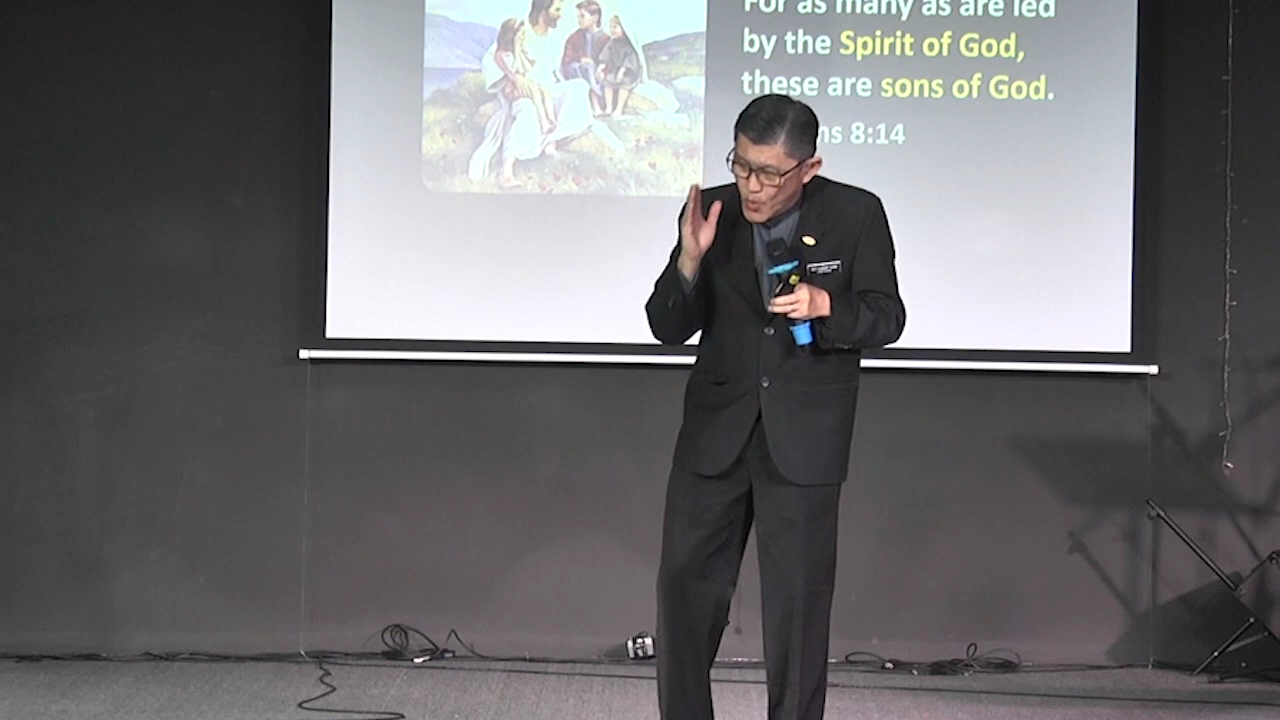 For as many as are led
by the Spirit of God,
these are sons of God.
ns 8:14